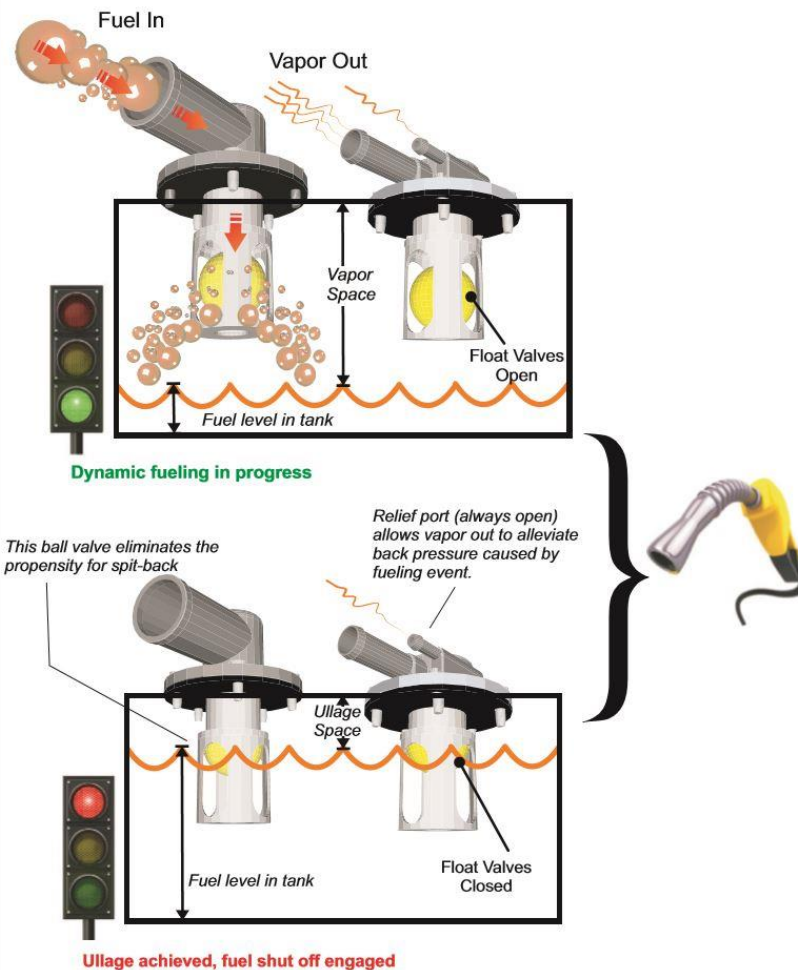 Fuel In
Vapor Out
Vapor
Space
Float Valves
Open
Fuel level in tank
Dynamic fueling in progress
This ball valve eliminates the
propensity for spit-back
Relief port (always open)
allows vapor out to alleviate
back pressure caused by
fueling event.
Ullage
Space
Fuel level in tank
Float Valves
Closed
Ullage achieved, fuel shut off engaged